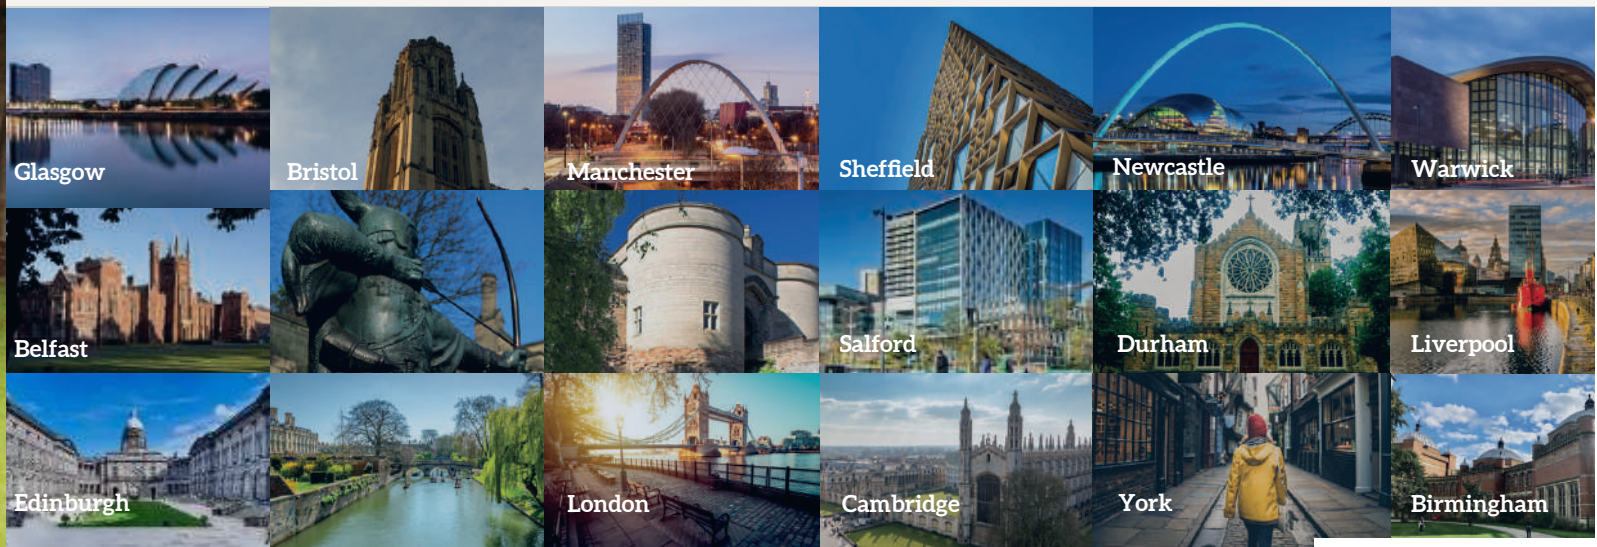 Glasgow
Bristol
Manchester
Sheffield
Newcastle
Warwick
Belfast
Salford
Durham
Liverpool
Edinburgh
London
Cambridge
York
Birmingham